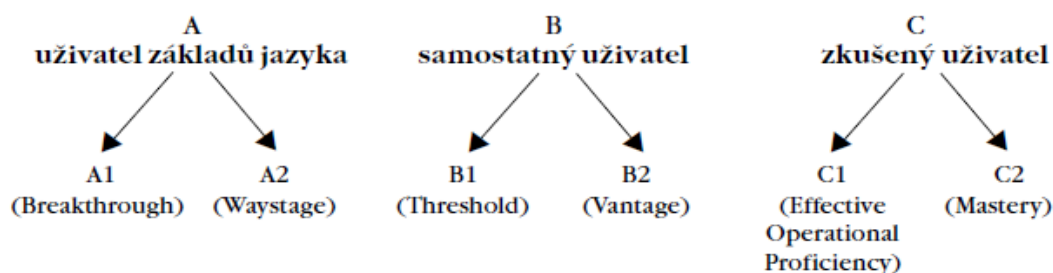 A
uživatel základů jazyka
B
samostatný uživatel
C
zkušený uživatel
A1
(Breakthrough)
A2
(Waystage)
B1
(Threshold)
B2
(Vantage)
C1
(Effective
Operational
Proficiency)
C2
(Mastery)